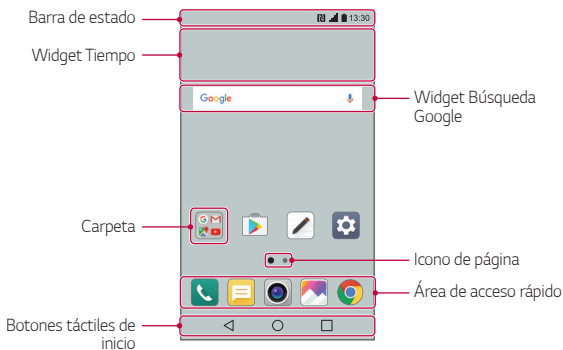 Barra de estado
13:30
Widget Tiempo
Google
Widget Búsqueda
Google
Carpeta
Icono de página
Área de acceso rápido
Botones táctiles de
inicio